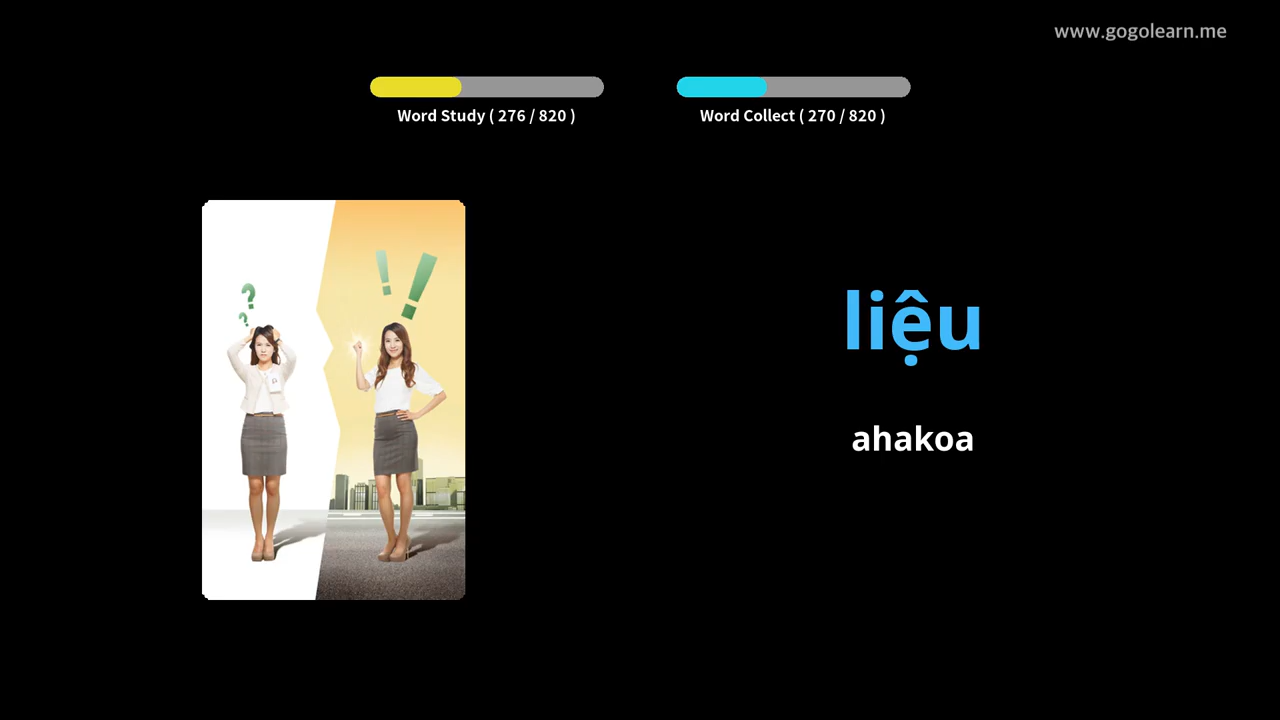 www.gogolearn.me
Word Study ( 276 / 820 )
Word Collect ( 270 / 820 )
? ?
! !
liệu
ahakoa